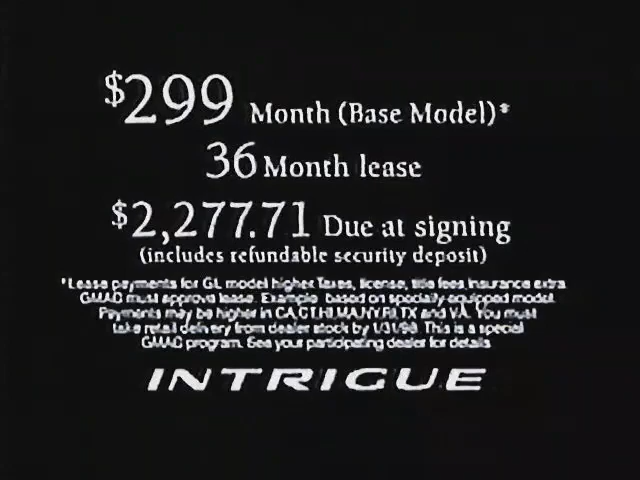 $299 Month (Base Model)*
36 Month lease
$2,277.71 Due at signing
(includes refundable security deposit)
*Lease payments for GL model higher. Taxes, license, title fees, insurance extra.
GMAC must approve lease. Example based on specially-equipped model.
Payments may be higher in CA, CT, HI, MA, NY, RI, TX and VA. You must
take retail delivery from dealer stock by 1/31/98. This is a special
GMAC program. See your participating dealer for details.
INTRIGUE